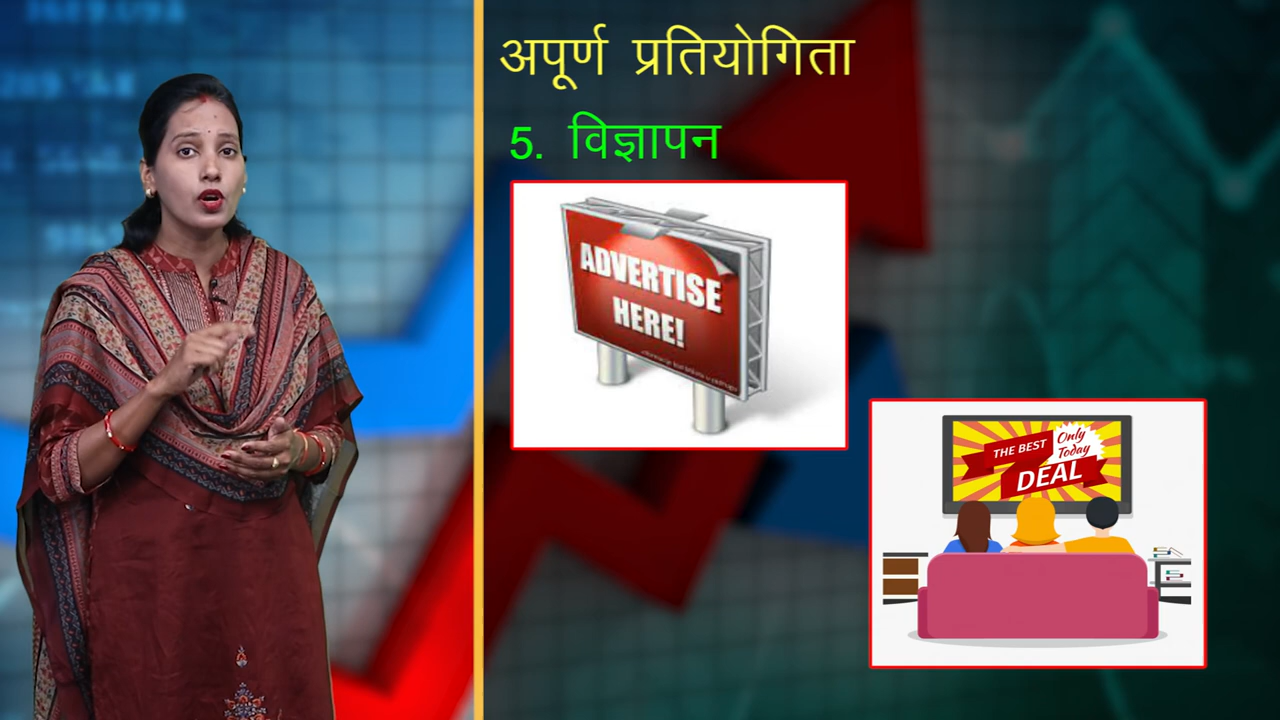 अपूर्ण प्रतियोगिता
5. विज्ञापन
ADVERTISE
HERE!
THE BEST
Only
Today
DEAL